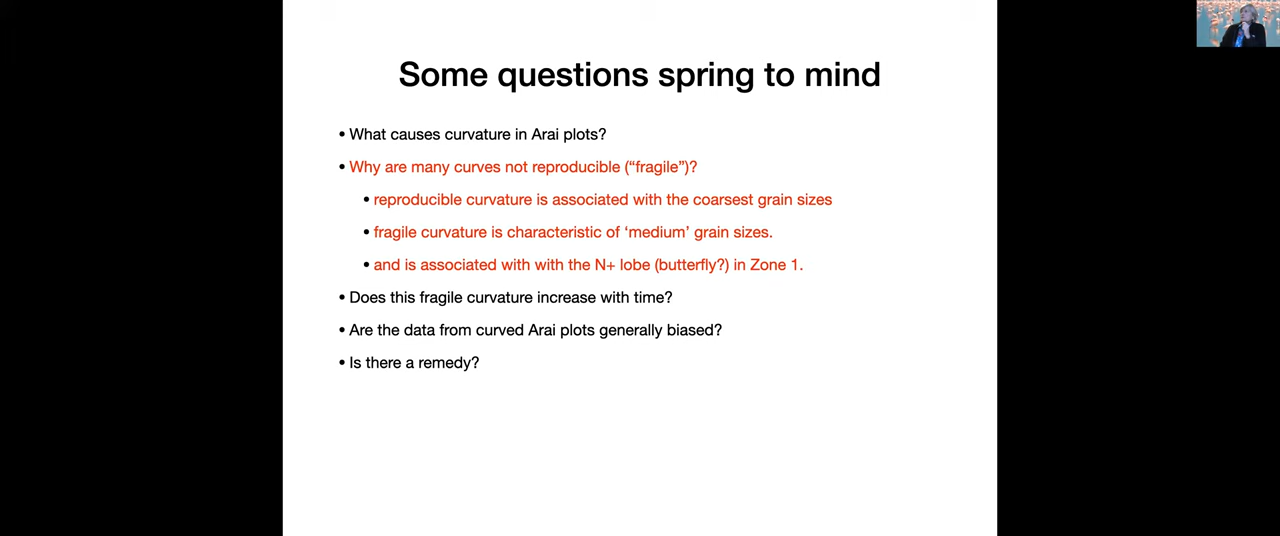 Some questions spring to mind
• What causes curvature in Arai plots?
• Why are many curves not reproducible (“fragile”)?
• reproducible curvature is associated with the coarsest grain sizes
• fragile curvature is characteristic of ‘medium’ grain sizes.
• and is associated with with the N+ lobe (butterfly?) in Zone 1.
• Does this fragile curvature increase with time?
• Are the data from curved Arai plots generally biased?
• Is there a remedy?